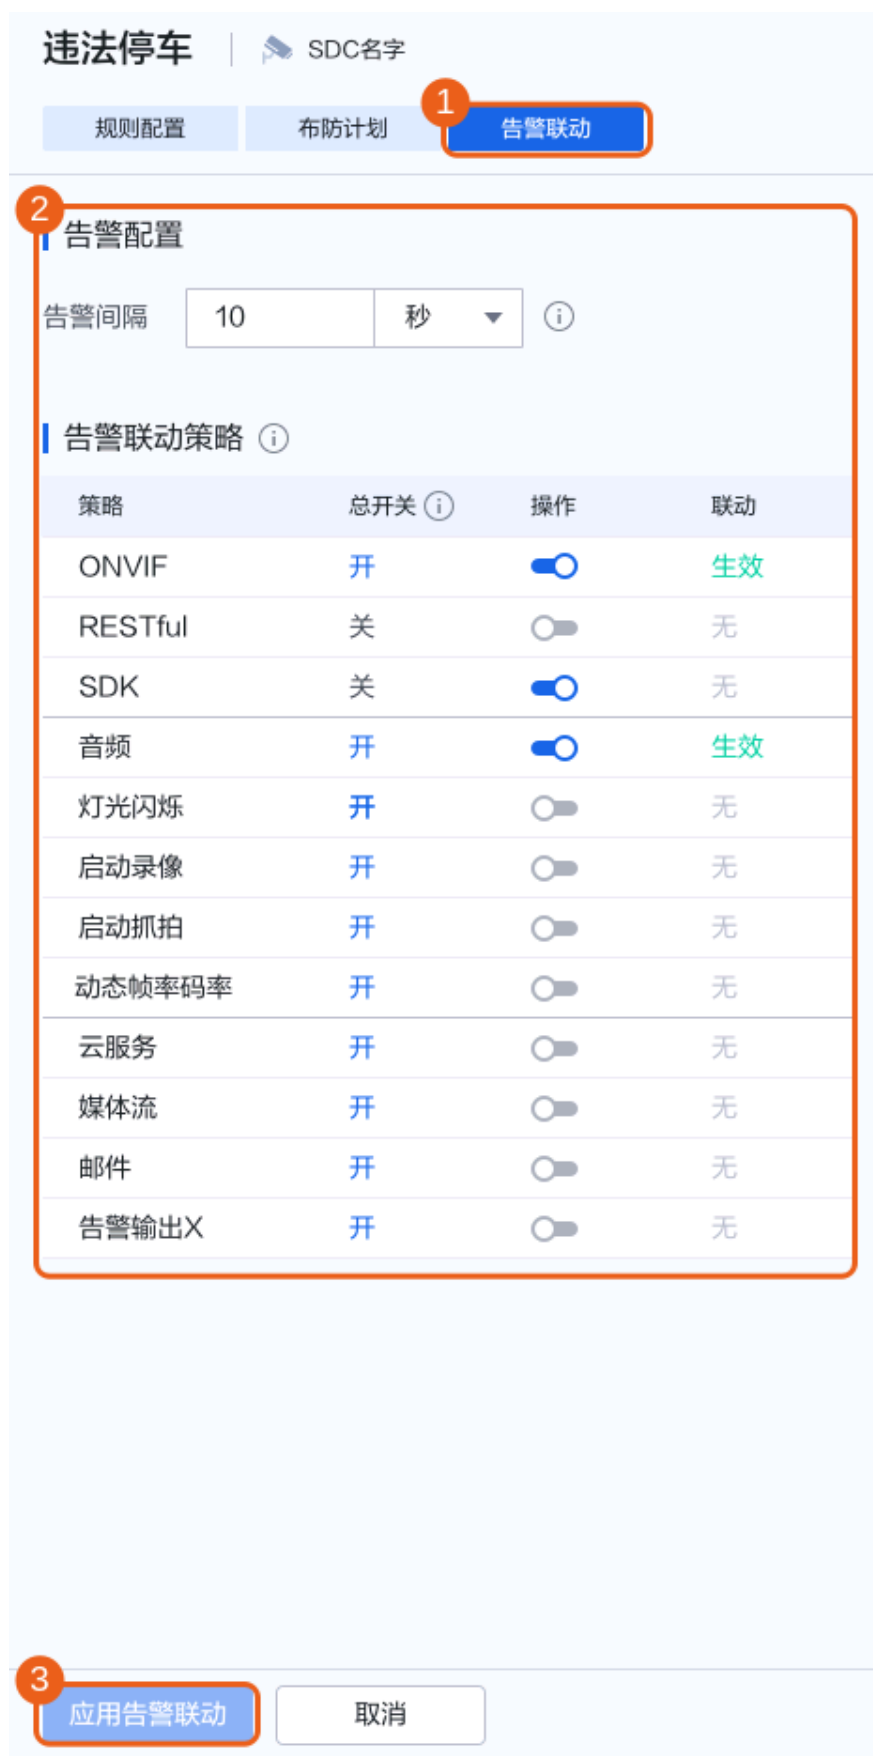 违法停车 SDC名字
规则配置 布防计划 1 告警联动
2
告警配置
告警间隔 10 秒
告警联动策略
策略 总开关 操作 联动
ONVIF 开 生效
RESTful 关 无
SDK 关 无
音频 开 生效
灯光闪烁 开 无
启动录像 开 无
启动抓拍 开 无
动态帧率码率 开 无
云服务 开 无
媒体流 开 无
邮件 开 无
告警输出X 开 无
3
应用告警联动 取消